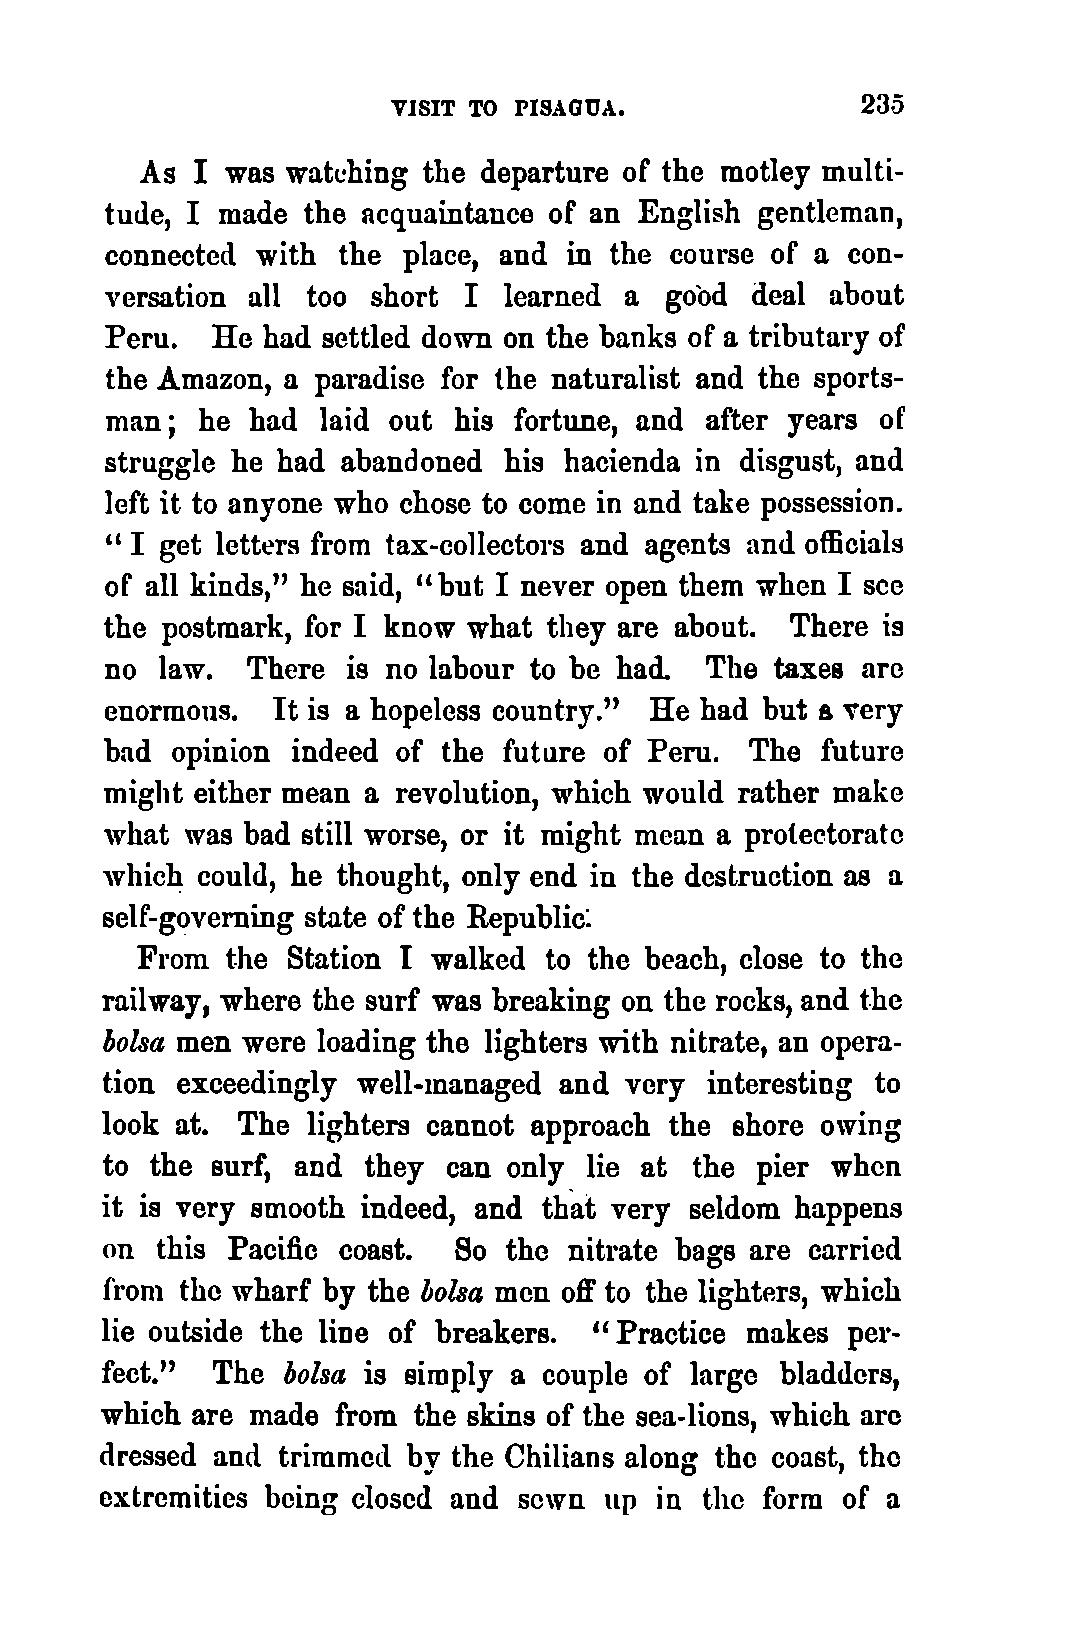 VISIT TO PISAGUA. 235
As I was watching the departure of the motley multi-
tude, I made the acquaintance of an English gentleman,
connected with the place, and in the course of a con-
versation all too short I learned a good deal about
Peru. He had settled down on the banks of a tributary of
the Amazon, a paradise for the naturalist and the sports-
man; he had laid out his fortune, and after years of
struggle he had abandoned his hacienda in disgust, and
left it to anyone who chose to come in and take possession.
“I get letters from tax-collectors and agents and officials
of all kinds,” he said, “but I never open them when I see
the postmark, for I know what they are about. There is
no law. There is no labour to be had. The taxes are
enormous. It is a hopeless country.” He had but a very
bad opinion indeed of the future of Peru. The future
might either mean a revolution, which would rather make
what was bad still worse, or it might mean a protectorate
which could, he thought, only end in the destruction as a
self-governing state of the Republic.
From the Station I walked to the beach, close to the
railway, where the surf was breaking on the rocks, and the
bolsa men were loading the lighters with nitrate, an opera-
tion exceedingly well-managed and very interesting to
look at. The lighters cannot approach the shore owing
to the surf, and they can only lie at the pier when
it is very smooth indeed, and that very seldom happens
on this Pacific coast. So the nitrate bags are carried
from the wharf by the bolsa men off to the lighters, which
lie outside the line of breakers. “Practice makes per-
fect.” The bolsa is simply a couple of large bladders,
which are made from the skins of the sea-lions, which are
dressed and trimmed by the Chilians along the coast, the
extremities being closed and sewn up in the form of a